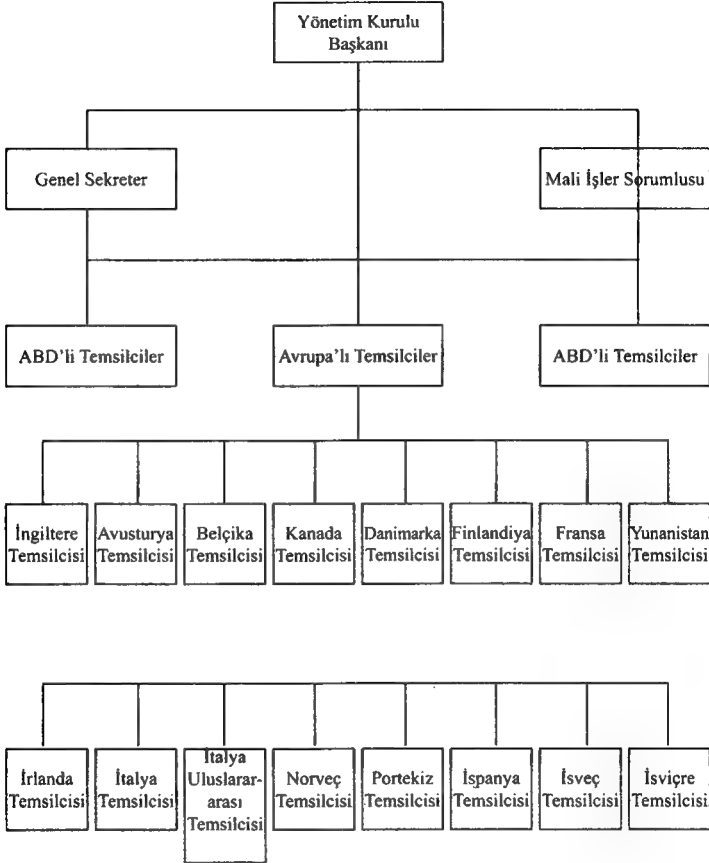 Yönetim Kurulu
Başkanı
Genel Sekreter
Mali İşler Sorumlusu
ABD'li Temsilciler
Avrupa'lı Temsilciler
ABD'li Temsilciler
İngiltere
Temsilcisi
Avusturya
Temsilcisi
Belçika
Temsilcisi
Kanada
Temsilcisi
Danimarka
Temsilcisi
Finlandiya
Temsilcisi
Fransa
Temsilcisi
Yunanistan
Temsilcisi
İrlanda
Temsilcisi
İtalya
Temsilcisi
İtalya
Uluslarar-
arası
Temsilcisi
Norveç
Temsilcisi
Portekiz
Temsilcisi
İspanya
Temsilcisi
İsveç
Temsilcisi
İsviçre
Temsilcisi